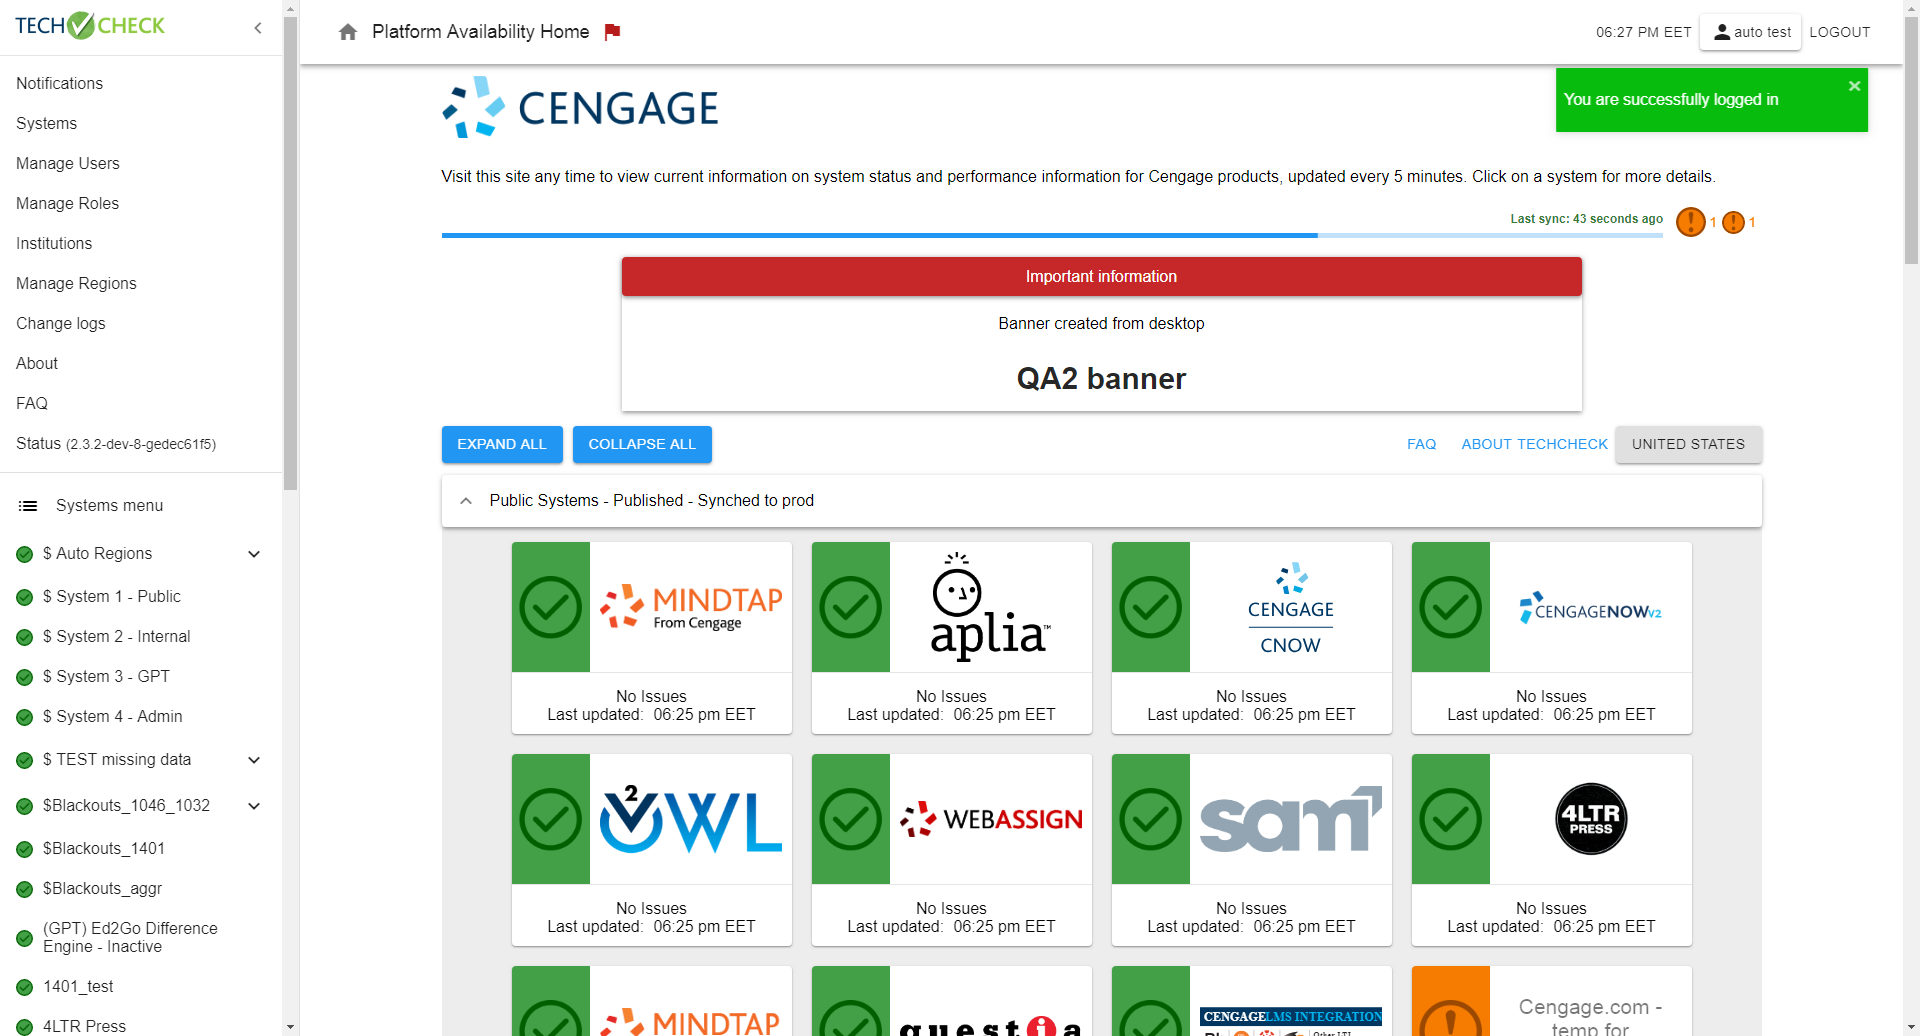 TECH CHECK
Platform Availability Home
06:27 PM EET
auto test
LOGOUT
Notifications
Systems
Manage Users
Manage Roles
Institutions
Manage Regions
Change logs
About
FAQ
Status (2.3.2-dev-8-gedec61f5)
Systems menu
$ Auto Regions
$ System 1 - Public
$ System 2 - Internal
$ System 3 - GPT
$ System 4 - Admin
$ TEST missing data
$Blackouts_1046_1032
$Blackouts_1401
$Blackouts_aggr
(GPT) Ed2Go Difference
Engine - Inactive
1401_test
4LTR Press
CENGAGE
You are successfully logged in
Visit this site any time to view current information on system status and performance information for Cengage products, updated every 5 minutes. Click on a system for more details.
Last sync: 43 seconds ago
1
1
Important information
Banner created from desktop
QA2 banner
EXPAND ALL
COLLAPSE ALL
FAQ
ABOUT TECHCHECK
UNITED STATES
Public Systems - Published - Synched to prod
MINDTAP
From Cengage
No Issues
Last updated: 06:25 pm EET
aplia™
No Issues
Last updated: 06:25 pm EET
CENGAGE
CNOW
No Issues
Last updated: 06:25 pm EET
CENGAGENOWv2
No Issues
Last updated: 06:25 pm EET
OWL
V2
No Issues
Last updated: 06:25 pm EET
WEBASSIGN
No Issues
Last updated: 06:25 pm EET
sam
No Issues
Last updated: 06:25 pm EET
4LTR
PRESS
No Issues
Last updated: 06:25 pm EET
MINDTAP
questia
CENGAGE LMS INTEGRATION
Cengage.com -
temp for